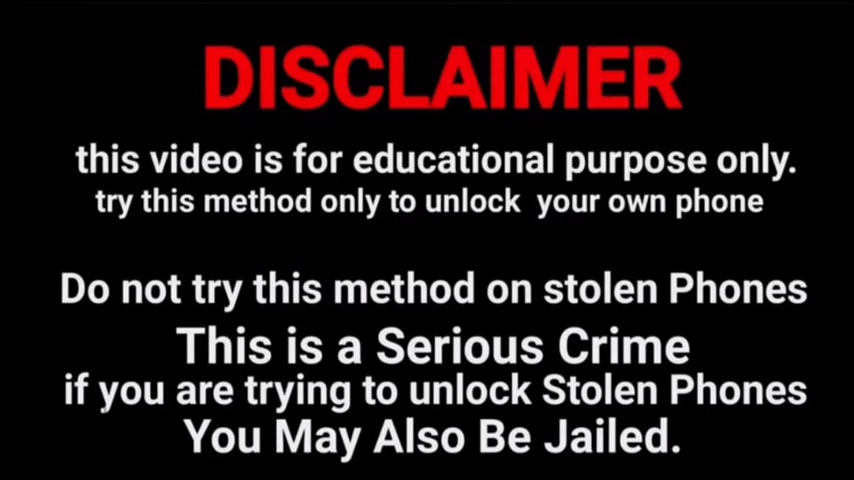 DISCLAIMER
this video is for educational purpose only.
try this method only to unlock your own phone
Do not try this method on stolen Phones
This is a Serious Crime
if you are trying to unlock Stolen Phones
You May Also Be Jailed.